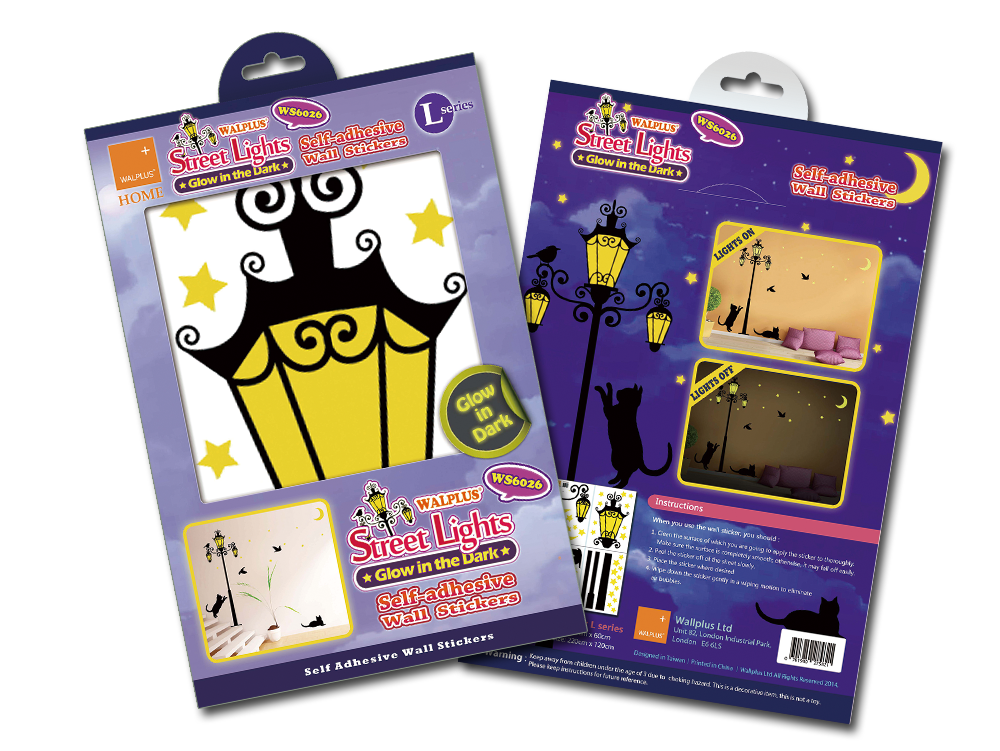 WALPLUS
HOME
WALPLUS
Street Lights
★ Glow in the Dark ★
WS6026
Self-adhesive
Wall Stickers
L series
Glow
in
Dark
WS6026
WALPLUS
Street Lights
★ Glow in the Dark ★
Self-adhesive
Wall Stickers
Self Adhesive Wall Stickers
WALPLUS
Street Lights
★ Glow in the Dark ★
WS6026
Self-adhesive
Wall Stickers
LIGHTS ON
LIGHTS OFF
Instructions
When you use the wall sticker, you should :
1. Clean the surface of which you are going to apply the sticker to thoroughly.
Make sure the surface is completely smooth; otherwise, it may fall off easily.
2. Peel the sticker off of the sheet slowly.
3. Place the sticker where desired.
4. Wipe down the sticker gently in a wiping motion to eliminate
bubbles.
L series
x 60cm
220cm x 120cm
WALPLUS
Wallplus Ltd
Unit 82, London Industrial Park,
London E6 6LS
Designed in Taiwan | Printed in China | Wallplus Ltd All Rights Reserved 2014.
Warning : Keep away from children under the age of 3 due to choking hazard. This is a decorative item, this is not a toy.
Please keep instructions for future reference.